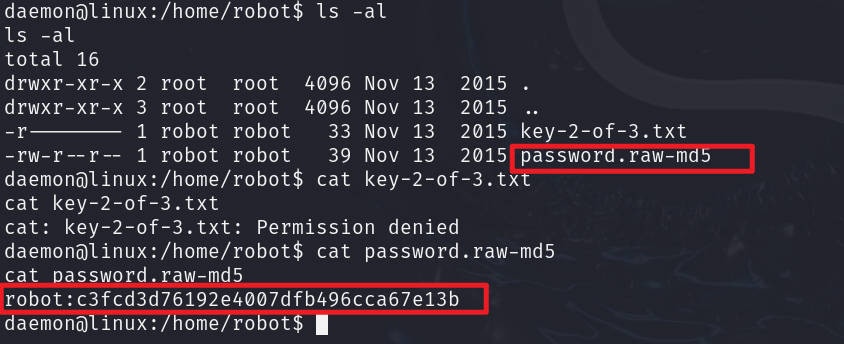 daemon@linux:/home/robot$ ls -al
ls -al
total 16
drwxr-xr-x 2 root  root  4096 Nov 13  2015 .
drwxr-xr-x 3 root  root  4096 Nov 13  2015 ..
-r-------- 1 robot robot   33 Nov 13  2015 key-2-of-3.txt
-rw-r--r-- 1 robot robot   39 Nov 13  2015 password.raw-md5
daemon@linux:/home/robot$ cat key-2-of-3.txt
cat key-2-of-3.txt
cat: key-2-of-3.txt: Permission denied
daemon@linux:/home/robot$ cat password.raw-md5
cat password.raw-md5
robot:c3fcd3d76192e4007dfb496cca67e13b
daemon@linux:/home/robot$